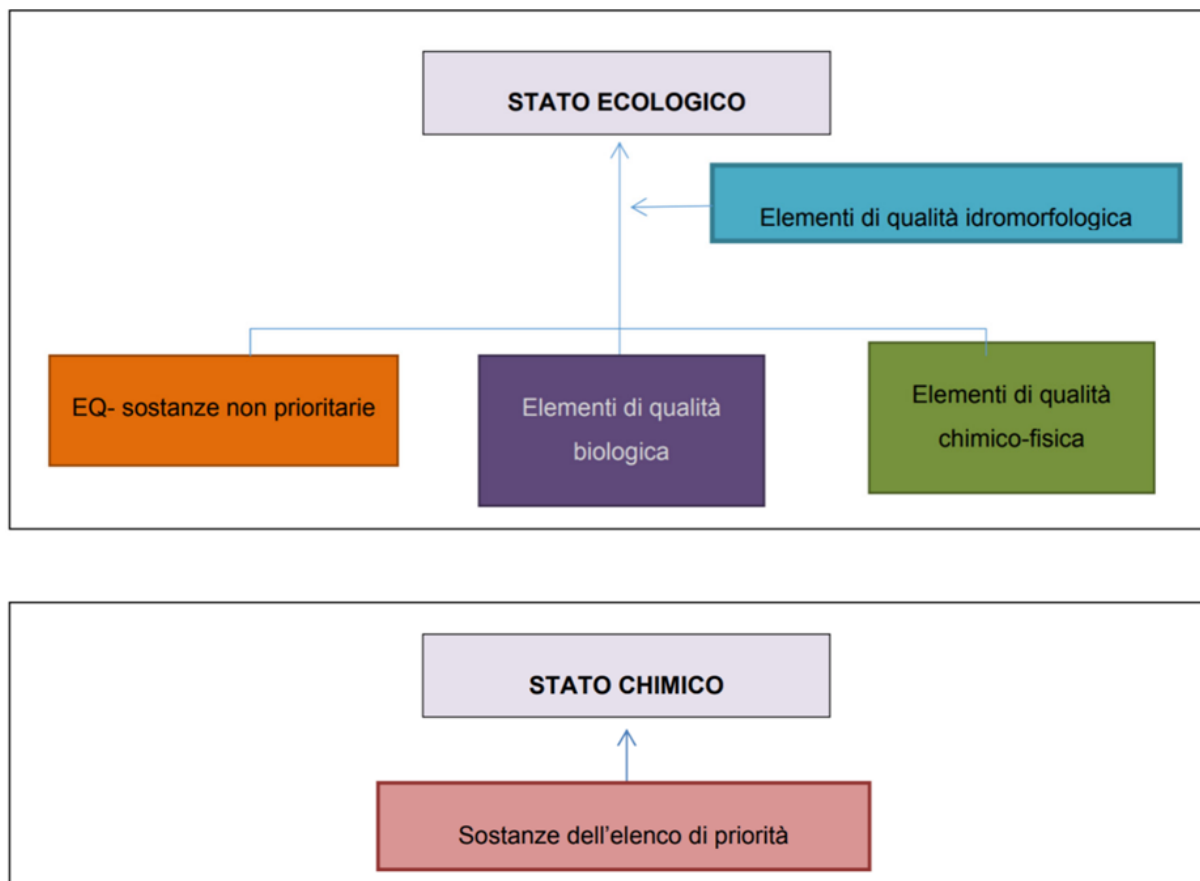 STATO ECOLOGICO
Elementi di qualità idromorfologica
EQ- sostanze non prioritarie
Elementi di qualità
biologica
Elementi di qualità
chimico-fisica
STATO CHIMICO
Sostanze dell’elenco di priorità